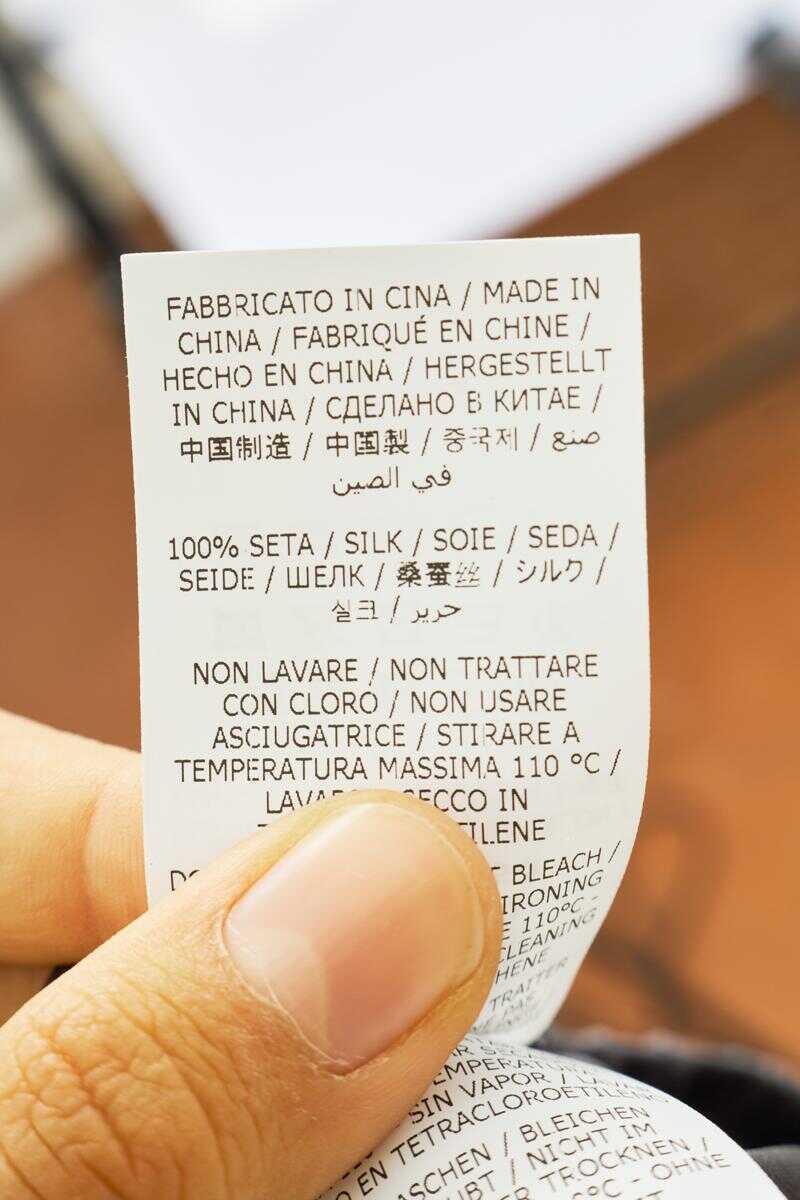 FABBRICATO IN CINA / MADE IN
CHINA / FABRIQUÉ EN CHINE /
HECHO EN CHINA / HERGESTELLT
IN CHINA / СДЕЛАНО В КИТАЕ /
中国制造 / 中国製 / 중국제 / صنع
في الصين
100% SETA / SILK / SOIE / SEDA /
SEIDE / ШЕЛК / 桑蚕丝 / シルク /
실크 / حرير
NON LAVARE / NON TRATTARE
CON CLORO / NON USARE
ASCIUGATRICE / STIRARE A
TEMPERATURA MASSIMA 110 °C /
SECCO IN
BLEACH /
IRONING
110°C -
CLEANING
TRAITER
SIN VAPOR /
EN TETRACLOROETILENO
/ BLEICHEN
/ NICHT IM
TROCKNEN /
- OHNE